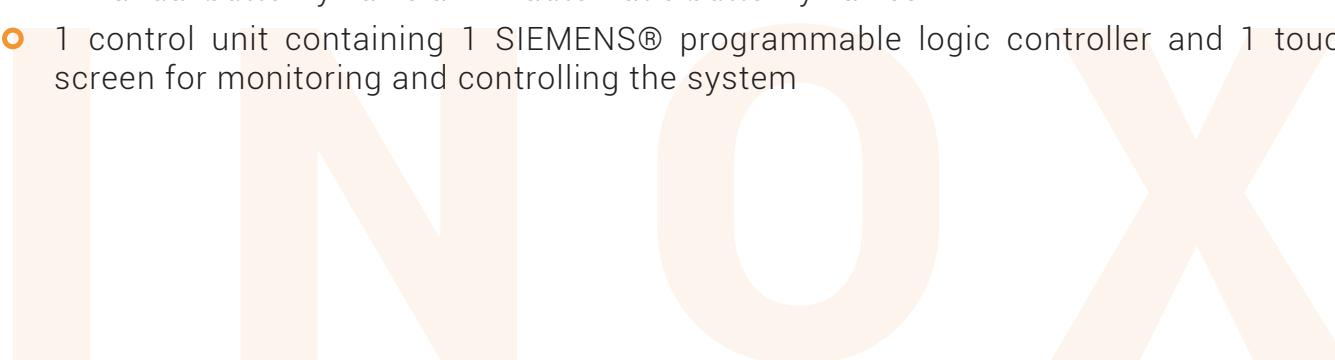 1 control unit containing 1 SIEMENS® programmable logic controller and 1 touc
screen for monitoring and controlling the system
INOX